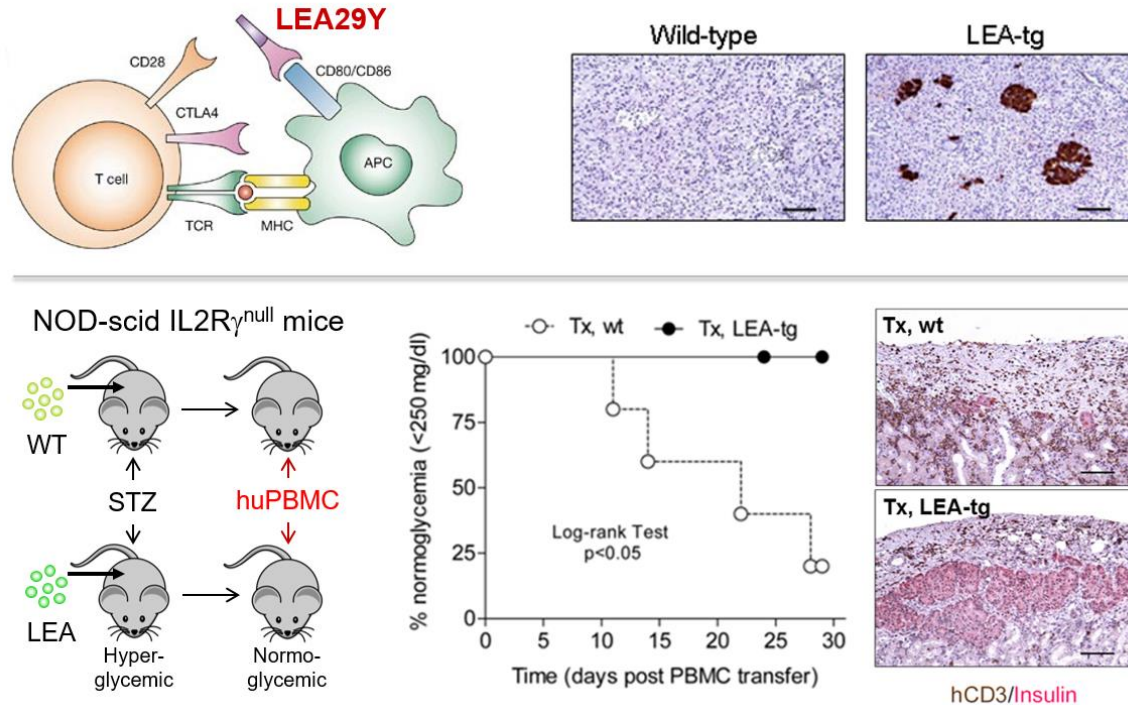 LEA29Y
CD28
CD80/CD86
CTLA4
T cell
APC
TCR
MHC
Wild-type
LEA-tg
NOD-scid IL2Rγnull mice
WT
STZ
huPBMC
LEA
Hyper-
glycemic
Normo-
glycemic
Tx, wt
Tx, LEA-tg
% normoglycemia (<250 mg/dl)
100
75
50
25
0
Log-rank Test
p<0.05
0 5 10 15 20 25 30
Time (days post PBMC transfer)
Tx, wt
Tx, LEA-tg
hCD3/Insulin